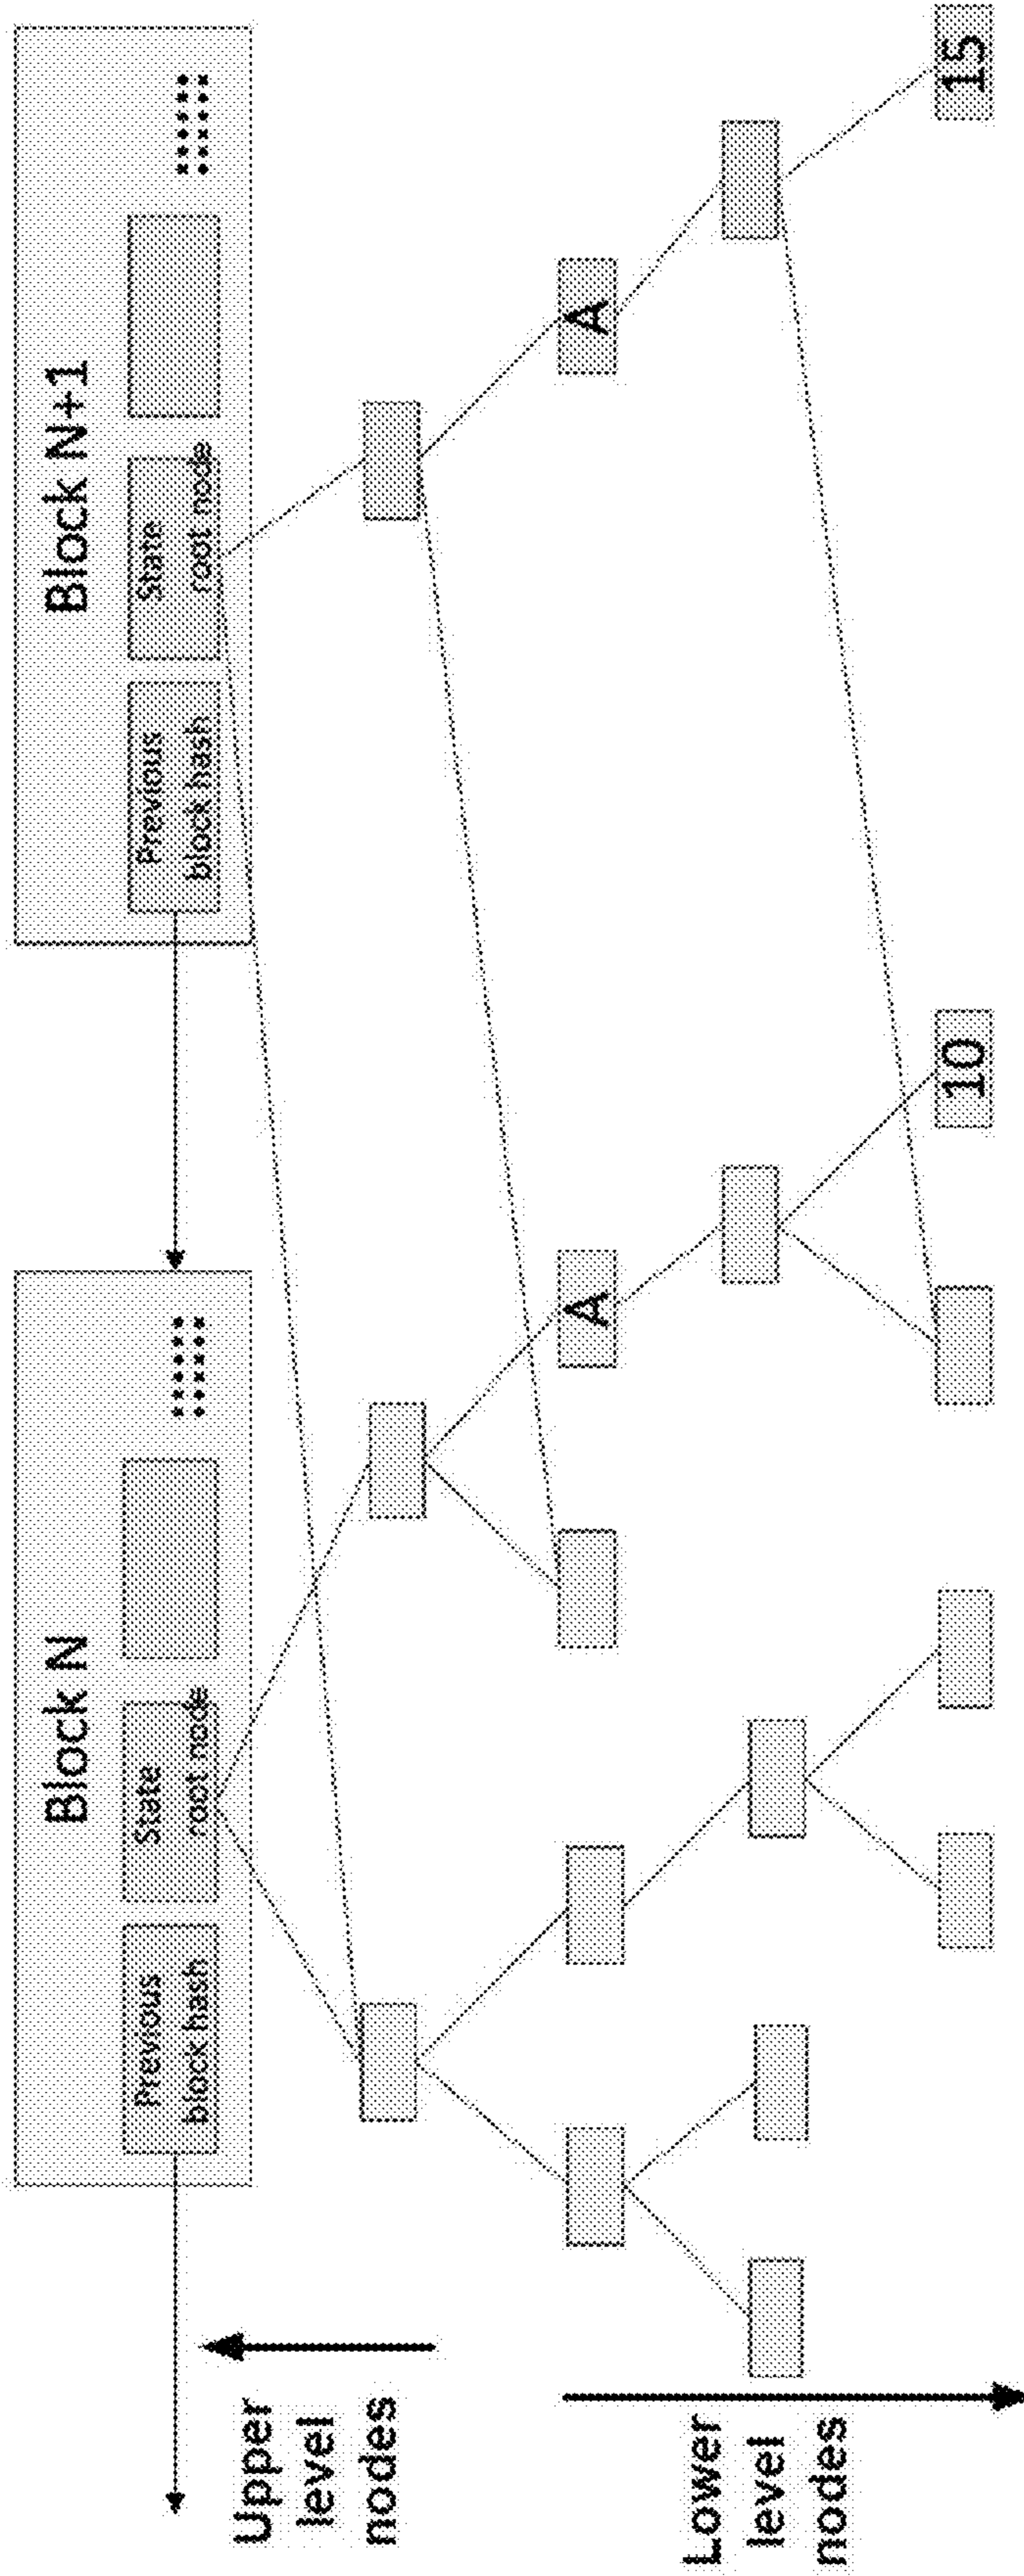 Block N
Block N+1
Previous
block hash
State
root node
Previous
block hash
State
root node
Upper
level
nodes
A
A
Lower
level
nodes
10
15